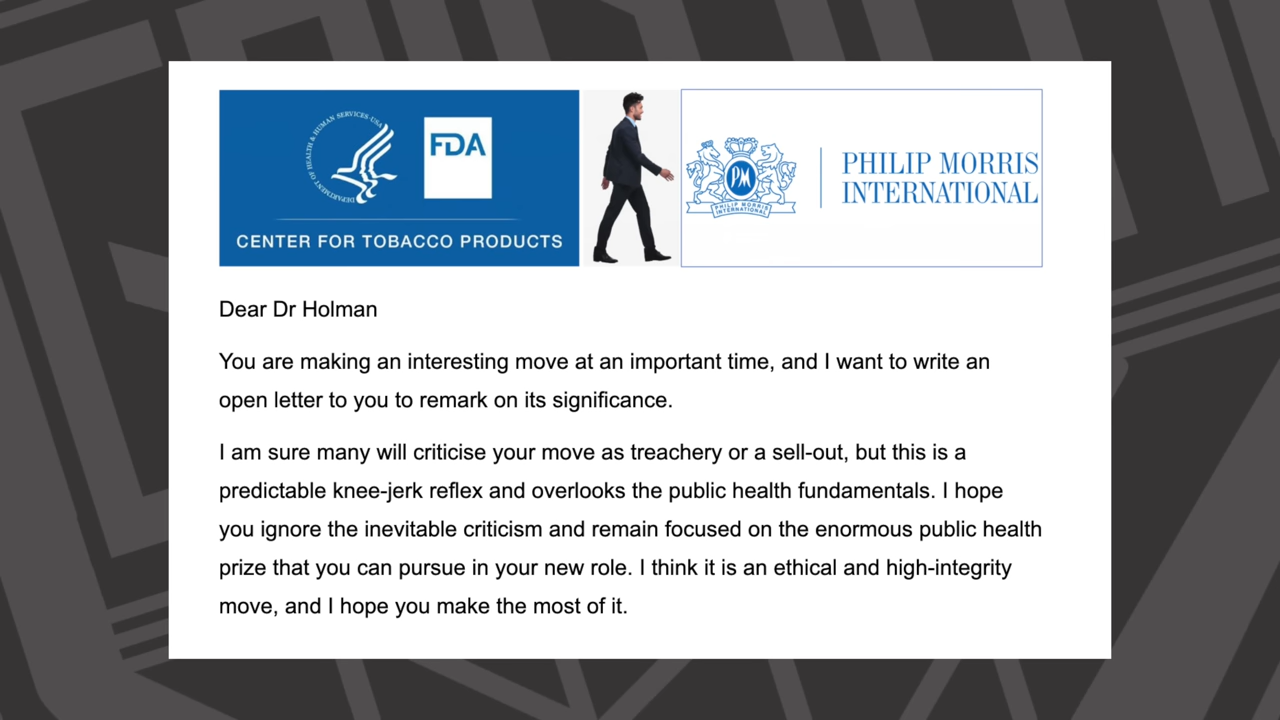 DEPARTMENT OF HEALTH & HUMAN SERVICES·USA
FDA
CENTER FOR TOBACCO PRODUCTS
PM
PHILIP MORRIS
INTERNATIONAL
PHILIP MORRIS
INTERNATIONAL
Dear Dr Holman
You are making an interesting move at an important time, and I want to write an
open letter to you to remark on its significance.
I am sure many will criticise your move as treachery or a sell-out, but this is a
predictable knee-jerk reflex and overlooks the public health fundamentals. I hope
you ignore the inevitable criticism and remain focused on the enormous public health
prize that you can pursue in your new role. I think it is an ethical and high-integrity
move, and I hope you make the most of it.